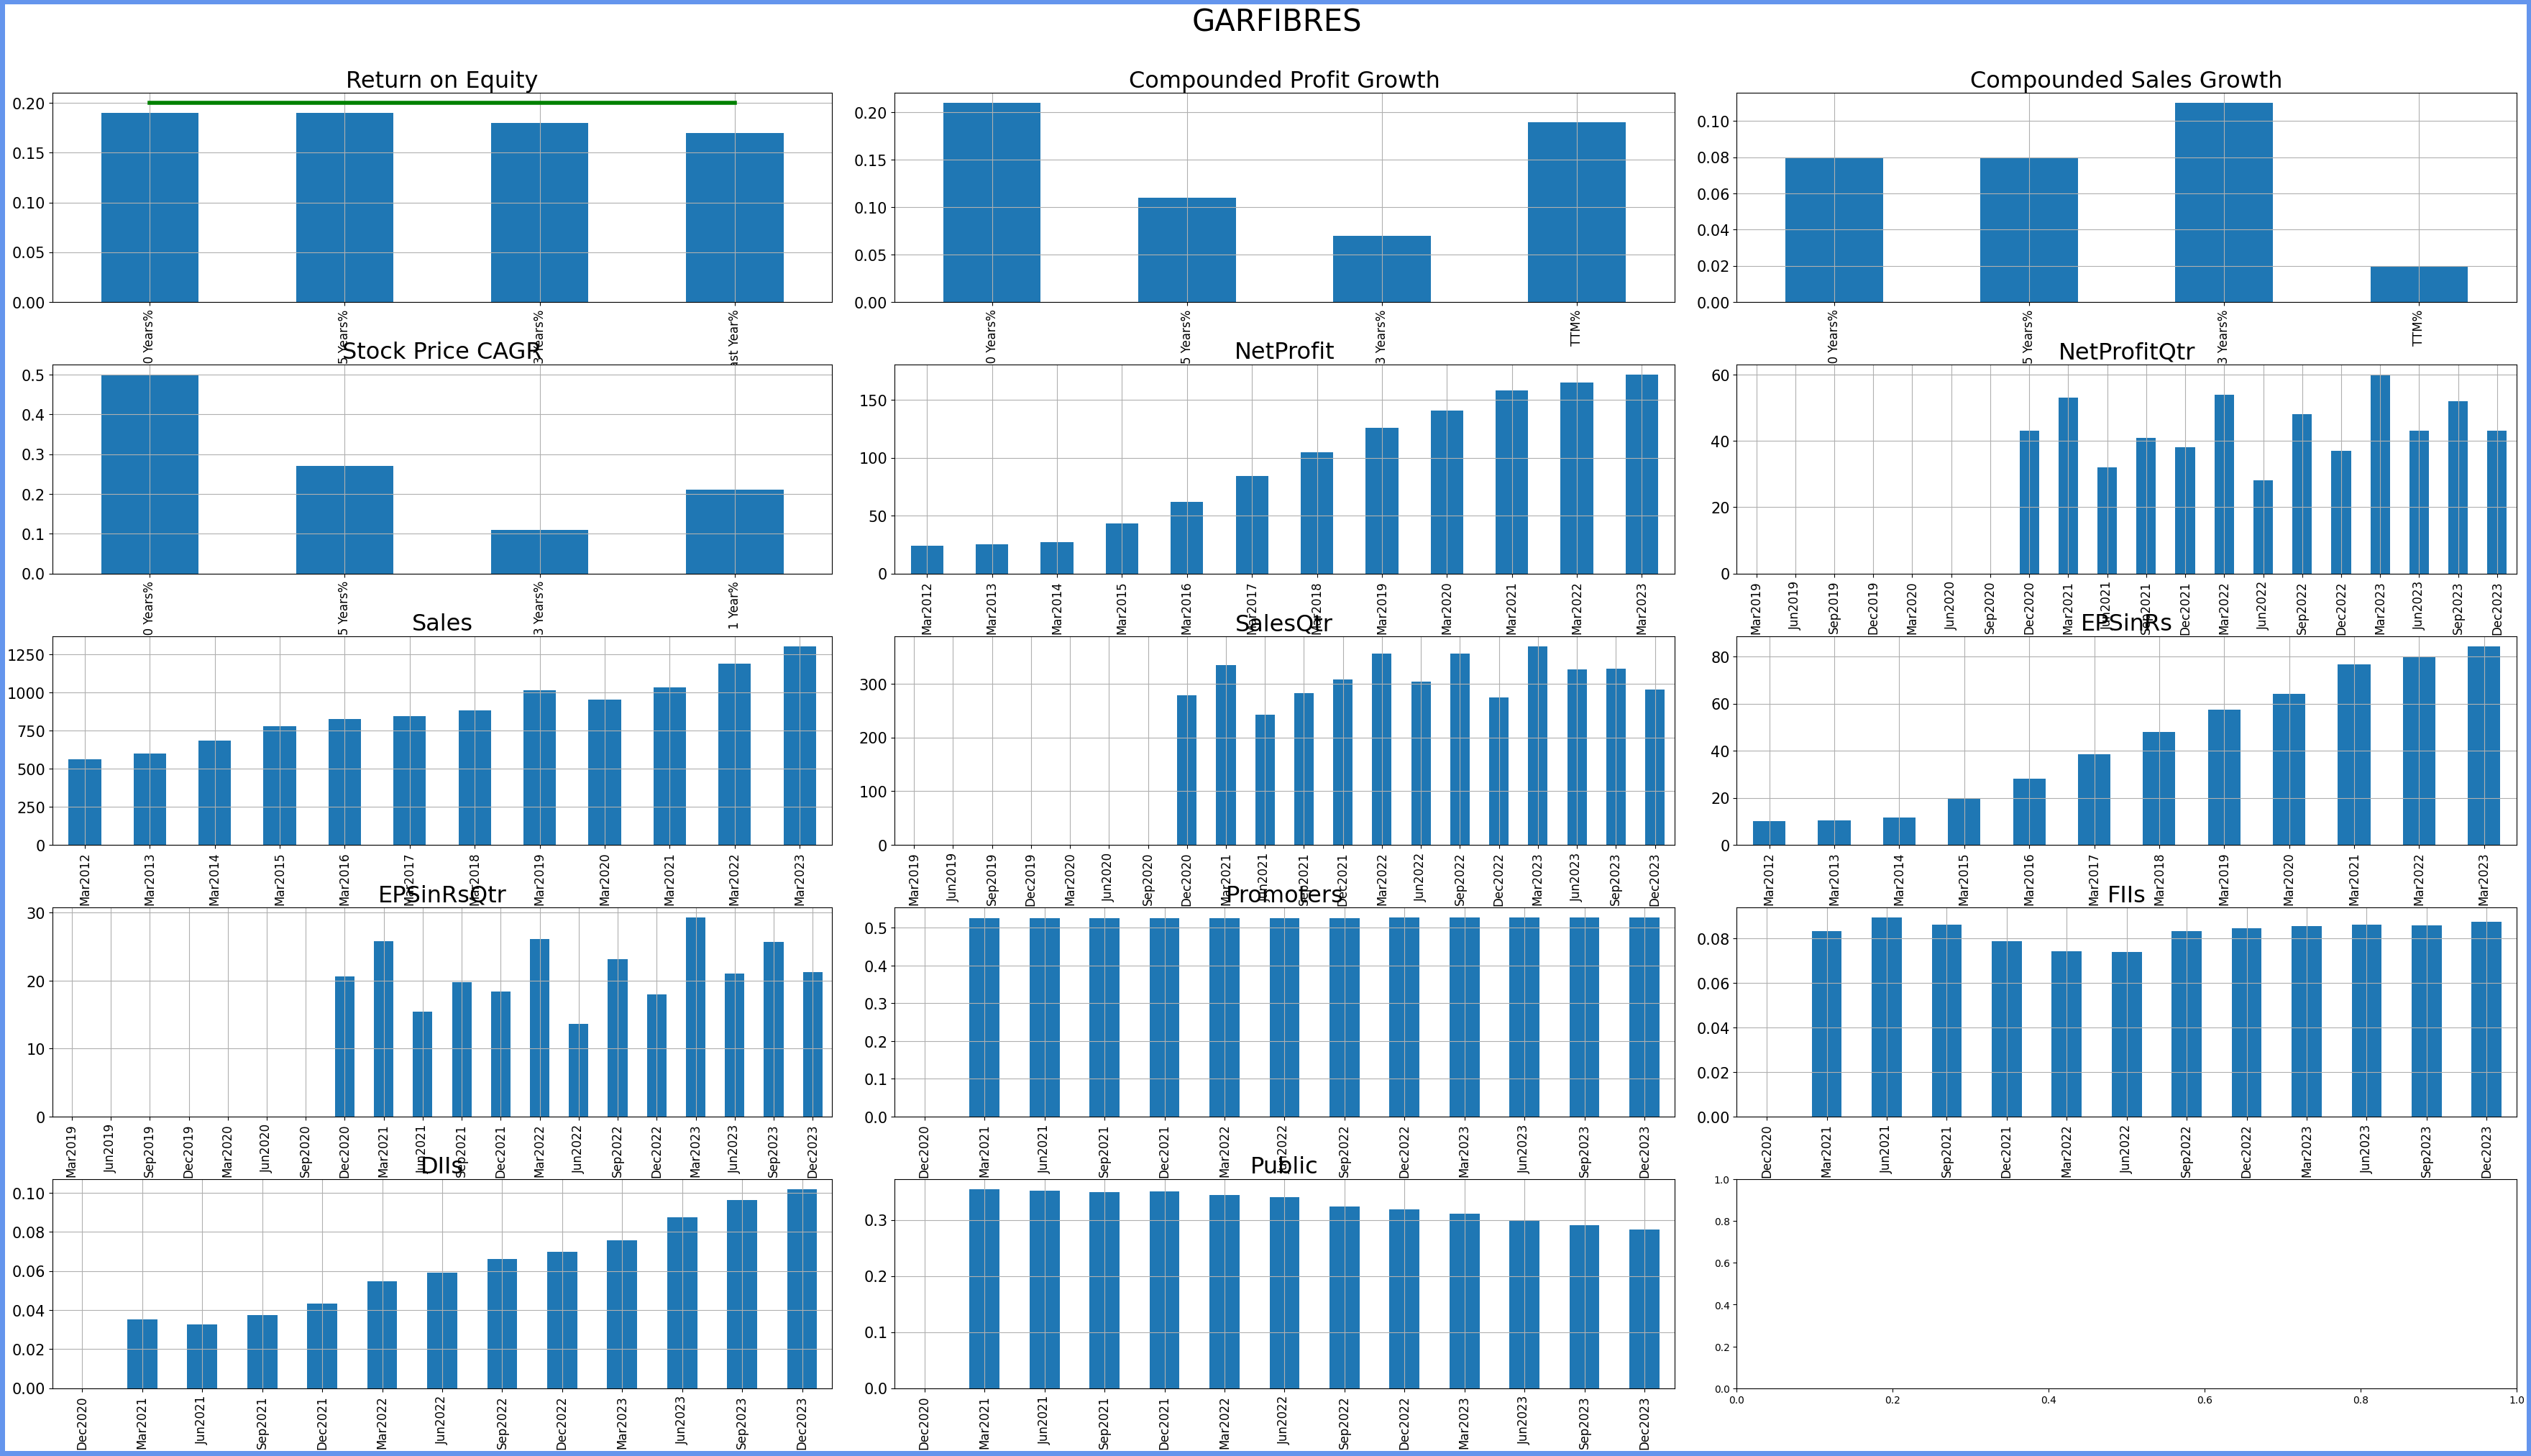 GARFIBRES
Return on Equity
0.20
0.15
0.10
0.05
0.00
0 Years%
5 Years%
3 Years%
ast Year%
Compounded Profit Growth
0.20
0.15
0.10
0.05
0.00
0 Years%
5 Years%
3 Years%
TTM%
Compounded Sales Growth
0.10
0.08
0.06
0.04
0.02
0.00
0 Years%
5 Years%
3 Years%
TTM%
Stock Price CAGR
0.5
0.4
0.3
0.2
0.1
0.0
0 Years%
5 Years%
3 Years%
1 Year%
NetProfit
150
100
50
0
Mar2012
Mar2013
Mar2014
Mar2015
Mar2016
Mar2017
Mar2018
Mar2019
Mar2020
Mar2021
Mar2022
Mar2023
NetProfitQtr
60
40
20
0
Mar2019
Jun2019
Sep2019
Dec2019
Mar2020
Jun2020
Sep2020
Dec2020
Mar2021
Jun2021
Sep2021
Dec2021
Mar2022
Jun2022
Sep2022
Dec2022
Mar2023
Jun2023
Sep2023
Dec2023
Sales
1250
1000
750
500
250
0
Mar2012
Mar2013
Mar2014
Mar2015
Mar2016
Mar2017
Mar2018
Mar2019
Mar2020
Mar2021
Mar2022
Mar2023
SalesQtr
300
200
100
0
Mar2019
Jun2019
Sep2019
Dec2019
Mar2020
Jun2020
Sep2020
Dec2020
Mar2021
Jun2021
Sep2021
Dec2021
Mar2022
Jun2022
Sep2022
Dec2022
Mar2023
Jun2023
Sep2023
Dec2023
EPSinRs
80
60
40
20
0
Mar2012
Mar2013
Mar2014
Mar2015
Mar2016
Mar2017
Mar2018
Mar2019
Mar2020
Mar2021
Mar2022
Mar2023
EPSinRsQtr
30
20
10
0
Mar2019
Jun2019
Sep2019
Dec2019
Mar2020
Jun2020
Sep2020
Dec2020
Mar2021
Jun2021
Sep2021
Dec2021
Mar2022
Jun2022
Sep2022
Dec2022
Mar2023
Jun2023
Sep2023
Dec2023
Promoters
0.5
0.4
0.3
0.2
0.1
0.0
Dec2020
Mar2021
Jun2021
Sep2021
Dec2021
Mar2022
Jun2022
Sep2022
Dec2022
Mar2023
Jun2023
Sep2023
Dec2023
FIIs
0.08
0.06
0.04
0.02
0.00
Dec2020
Mar2021
Jun2021
Sep2021
Dec2021
Mar2022
Jun2022
Sep2022
Dec2022
Mar2023
Jun2023
Sep2023
Dec2023
DIIs
0.10
0.08
0.06
0.04
0.02
0.00
Dec2020
Mar2021
Jun2021
Sep2021
Dec2021
Mar2022
Jun2022
Sep2022
Dec2022
Mar2023
Jun2023
Sep2023
Dec2023
Public
0.3
0.2
0.1
0.0
Dec2020
Mar2021
Jun2021
Sep2021
Dec2021
Mar2022
Jun2022
Sep2022
Dec2022
Mar2023
Jun2023
Sep2023
Dec2023
1.0
0.8
0.6
0.4
0.2
0.0
0.0 0.2 0.4 0.6 0.8 1.0